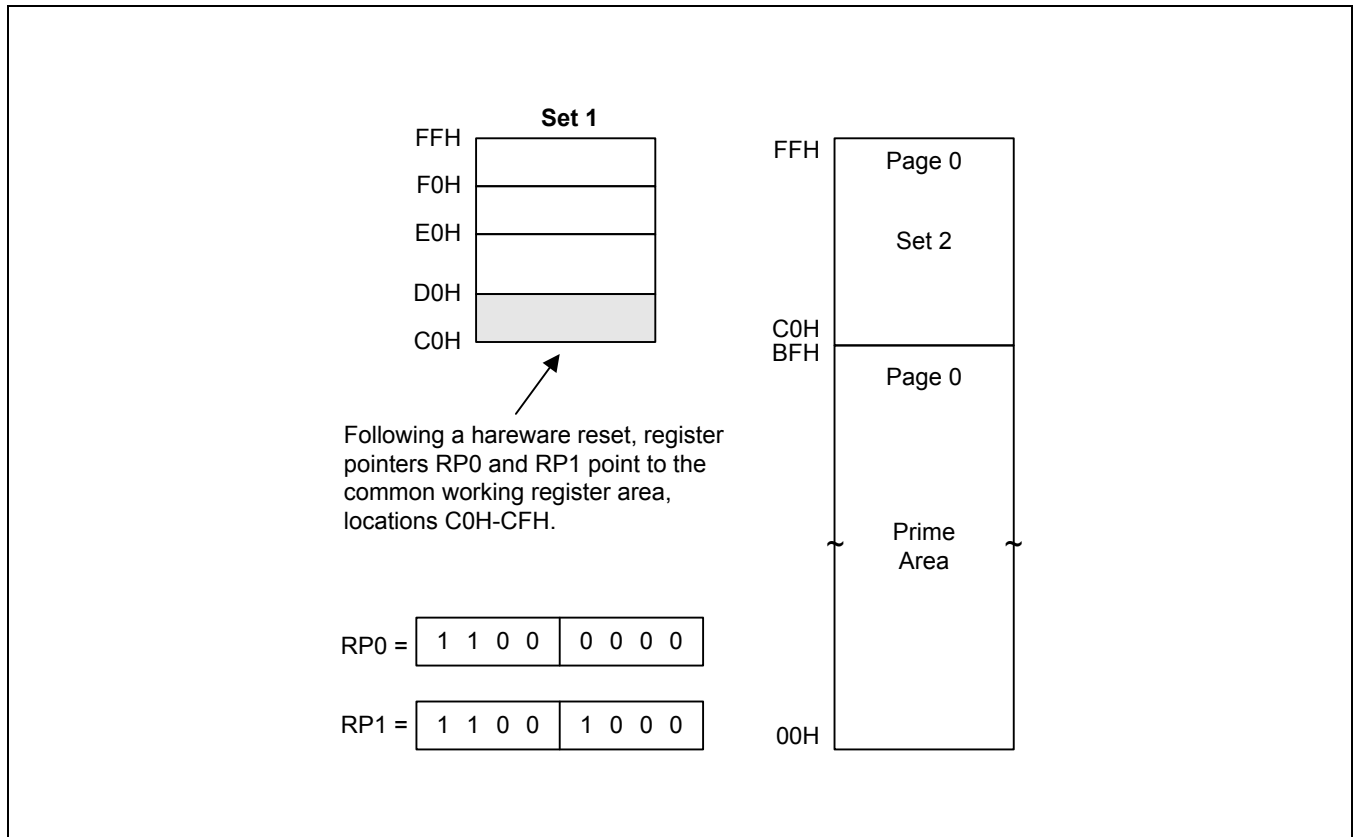 Set 1
FFH
F0H
E0H
D0H
C0H
Following a hareware reset, register
pointers RP0 and RP1 point to the
common working register area,
locations C0H-CFH.
RP0 = 1 1 0 0 0 0 0 0
RP1 = 1 1 0 0 1 0 0 0
FFH
Page 0
Set 2
C0H
BFH
Page 0
~ Prime ~
Area
00H